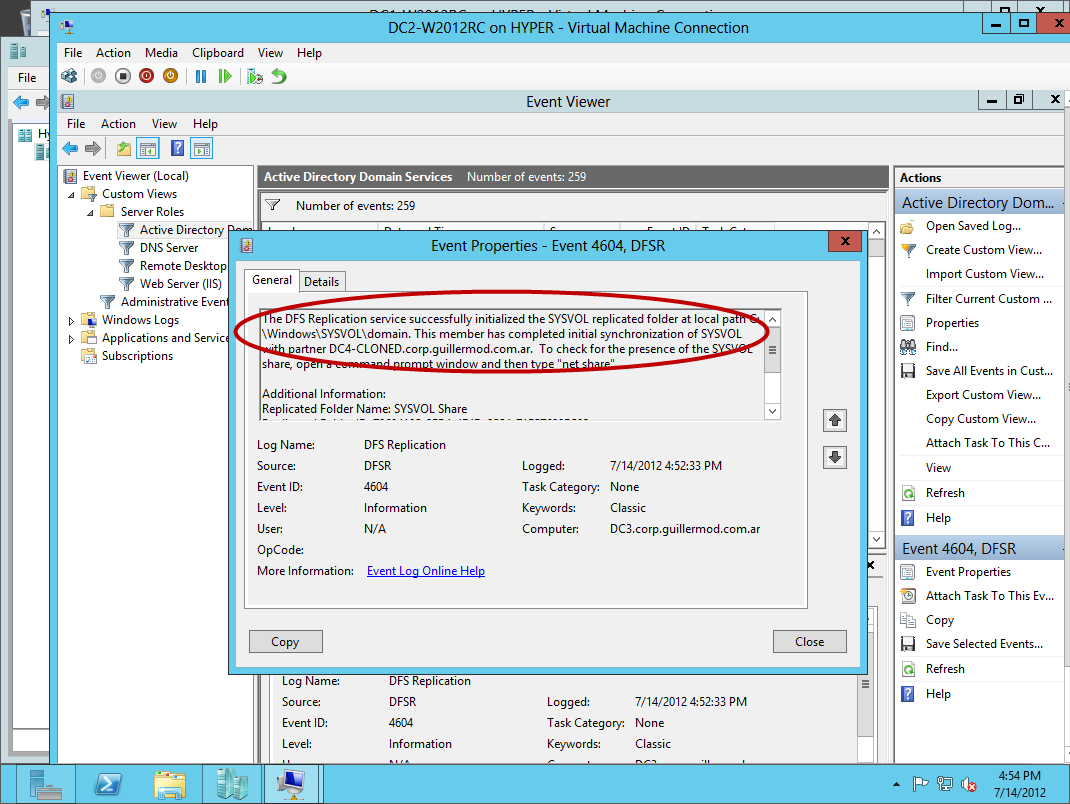 DC2-W2012RC on HYPER - Virtual Machine Connection
File Action Media Clipboard View Help
File
Event Viewer
File Action View Help
Event Viewer (Local)
Custom Views
Server Roles
Active Directory Dom
DNS Server
Remote Desktop
Web Server (IIS)
Administrative Event
Windows Logs
Applications and Service
Subscriptions
Active Directory Domain Services Number of events: 259
Number of events: 259
Event Properties - Event 4604, DFSR
General Details
The DFS Replication service successfully initialized the SYSVOL replicated folder at local path C:
\Windows\SYSVOL\domain. This member has completed initial synchronization of SYSVOL
with partner DC4-CLONED.corp.guillermod.com.ar. To check for the presence of the SYSVOL
share, open a command prompt window and then type "net share".
Additional Information:
Replicated Folder Name: SYSVOL Share
Log Name: DFS Replication
Source: DFSR Logged: 7/14/2012 4:52:33 PM
Event ID: 4604 Task Category: None
Level: Information Keywords: Classic
User: N/A Computer: DC3.corp.guillermod.com.ar
OpCode:
More Information: Event Log Online Help
Copy Close
Log Name: DFS Replication
Source: DFSR Logged: 7/14/2012 4:52:33 PM
Event ID: 4604 Task Category: None
Level: Information Keywords: Classic
Actions
Active Directory Dom...
Open Saved Log...
Create Custom View...
Import Custom View...
Filter Current Custom ...
Properties
Find...
Save All Events in Cust...
Export Custom View...
Copy Custom View...
Attach Task To This C...
View
Refresh
Help
Event 4604, DFSR
Event Properties
Attach Task To This Ev...
Copy
Save Selected Events...
Refresh
Help
4:54 PM
7/14/2012